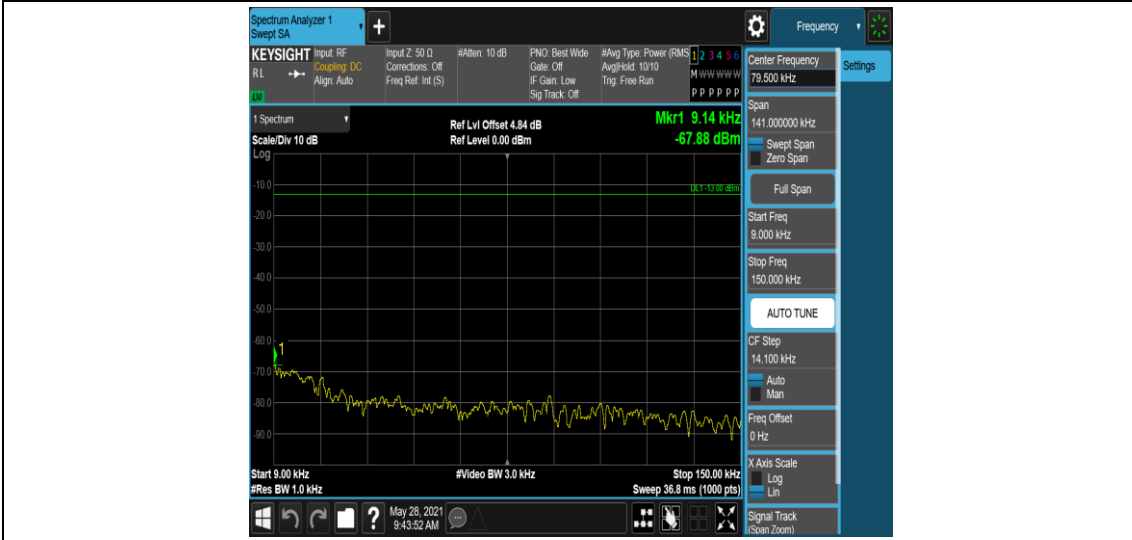 Spectrum Analyzer 1
Swept SA
+
Frequency
KEYSIGHT
RL
Input: RF
Coupling: DC
Align: Auto
Input Z: 50 Ω
Corrections: Off
Freq Ref: Int (S)
#Atten: 10 dB
PNO: Best Wide
Gate: Off
IF Gain: Low
Sig Track: Off
#Avg Type: Power (RMS
Avg|Hold: 10/10
Trig: Free Run
1 2 3 4 5 6
M W W W W W
P P P P P P
1 Spectrum
Scale/Div 10 dB
Log
Ref Lvl Offset 4.84 dB
Ref Level 0.00 dBm
Mkr1 9.14 kHz
-67.88 dBm
DL1 -13.00 dBm
-10.0
-20.0
-30.0
-40.0
-50.0
-60.0
1
-70.0
-80.0
-90.0
Start 9.00 kHz
#Res BW 1.0 kHz
#Video BW 3.0 kHz
Stop 150.00 kHz
Sweep 36.8 ms (1000 pts)
?
May 28, 2021
9:43:52 AM
Center Frequency
79.500 kHz
Settings
Span
141.000000 kHz
Swept Span
Zero Span
Full Span
Start Freq
9.000 kHz
Stop Freq
150.000 kHz
AUTO TUNE
CF Step
14.100 kHz
Auto
Man
Freq Offset
0 Hz
X Axis Scale
Log
Lin
Signal Track
(Span Zoom)